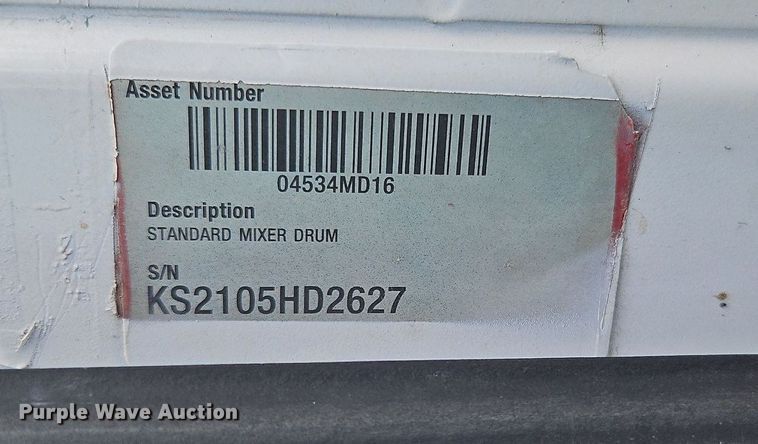 Asset Number
04534MD16
Description
STANDARD MIXER DRUM
S/N
KS2105HD2627
Purple Wave Auction